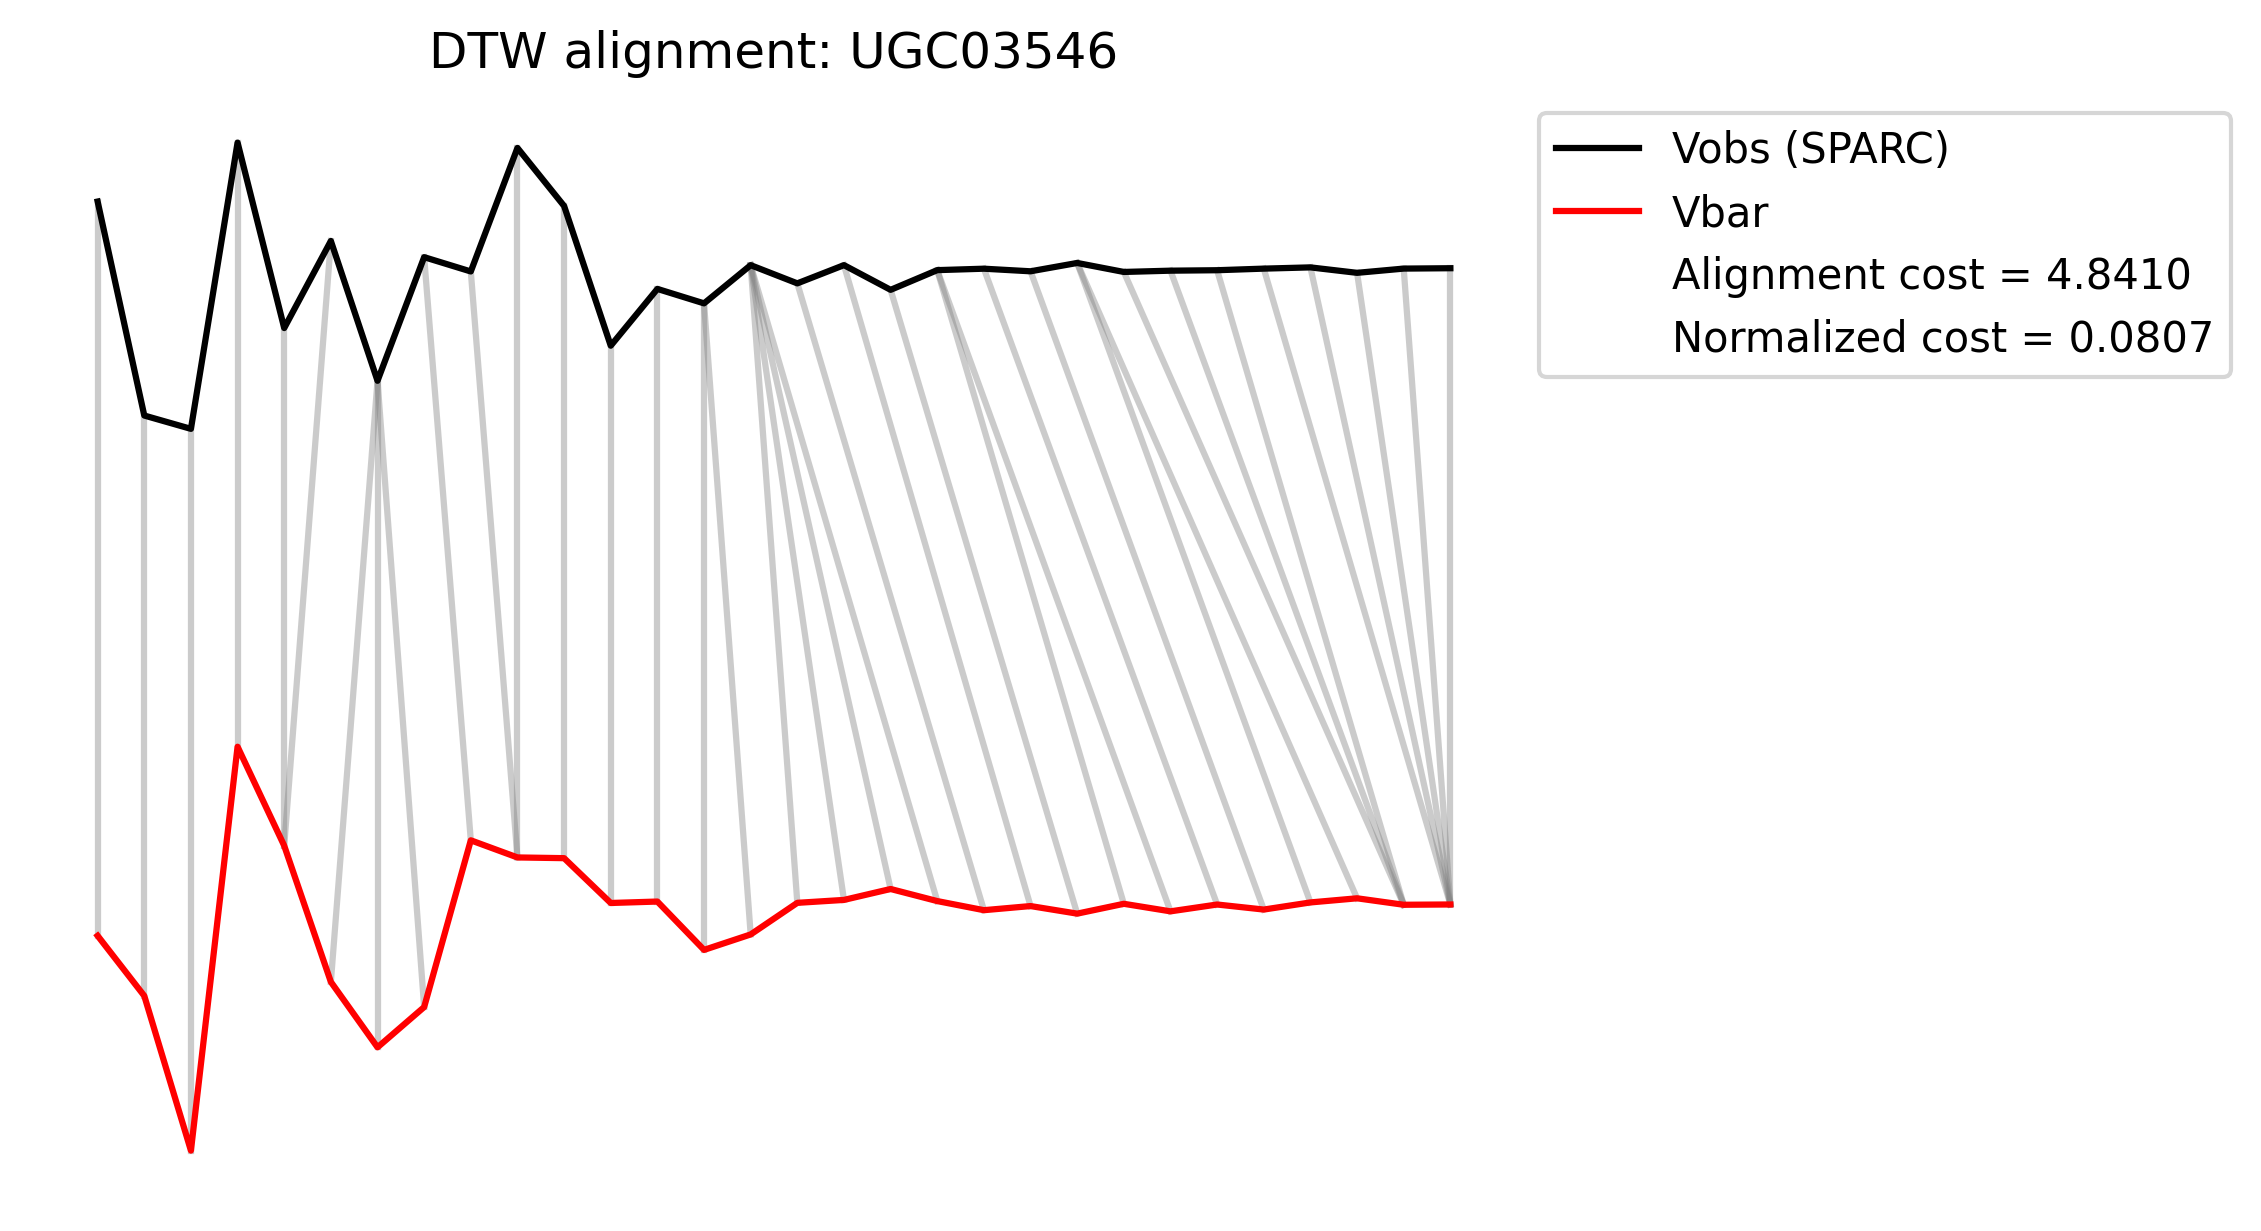 DTW alignment: UGC03546
Vobs (SPARC)
Vbar
Alignment cost = 4.8410
Normalized cost = 0.0807